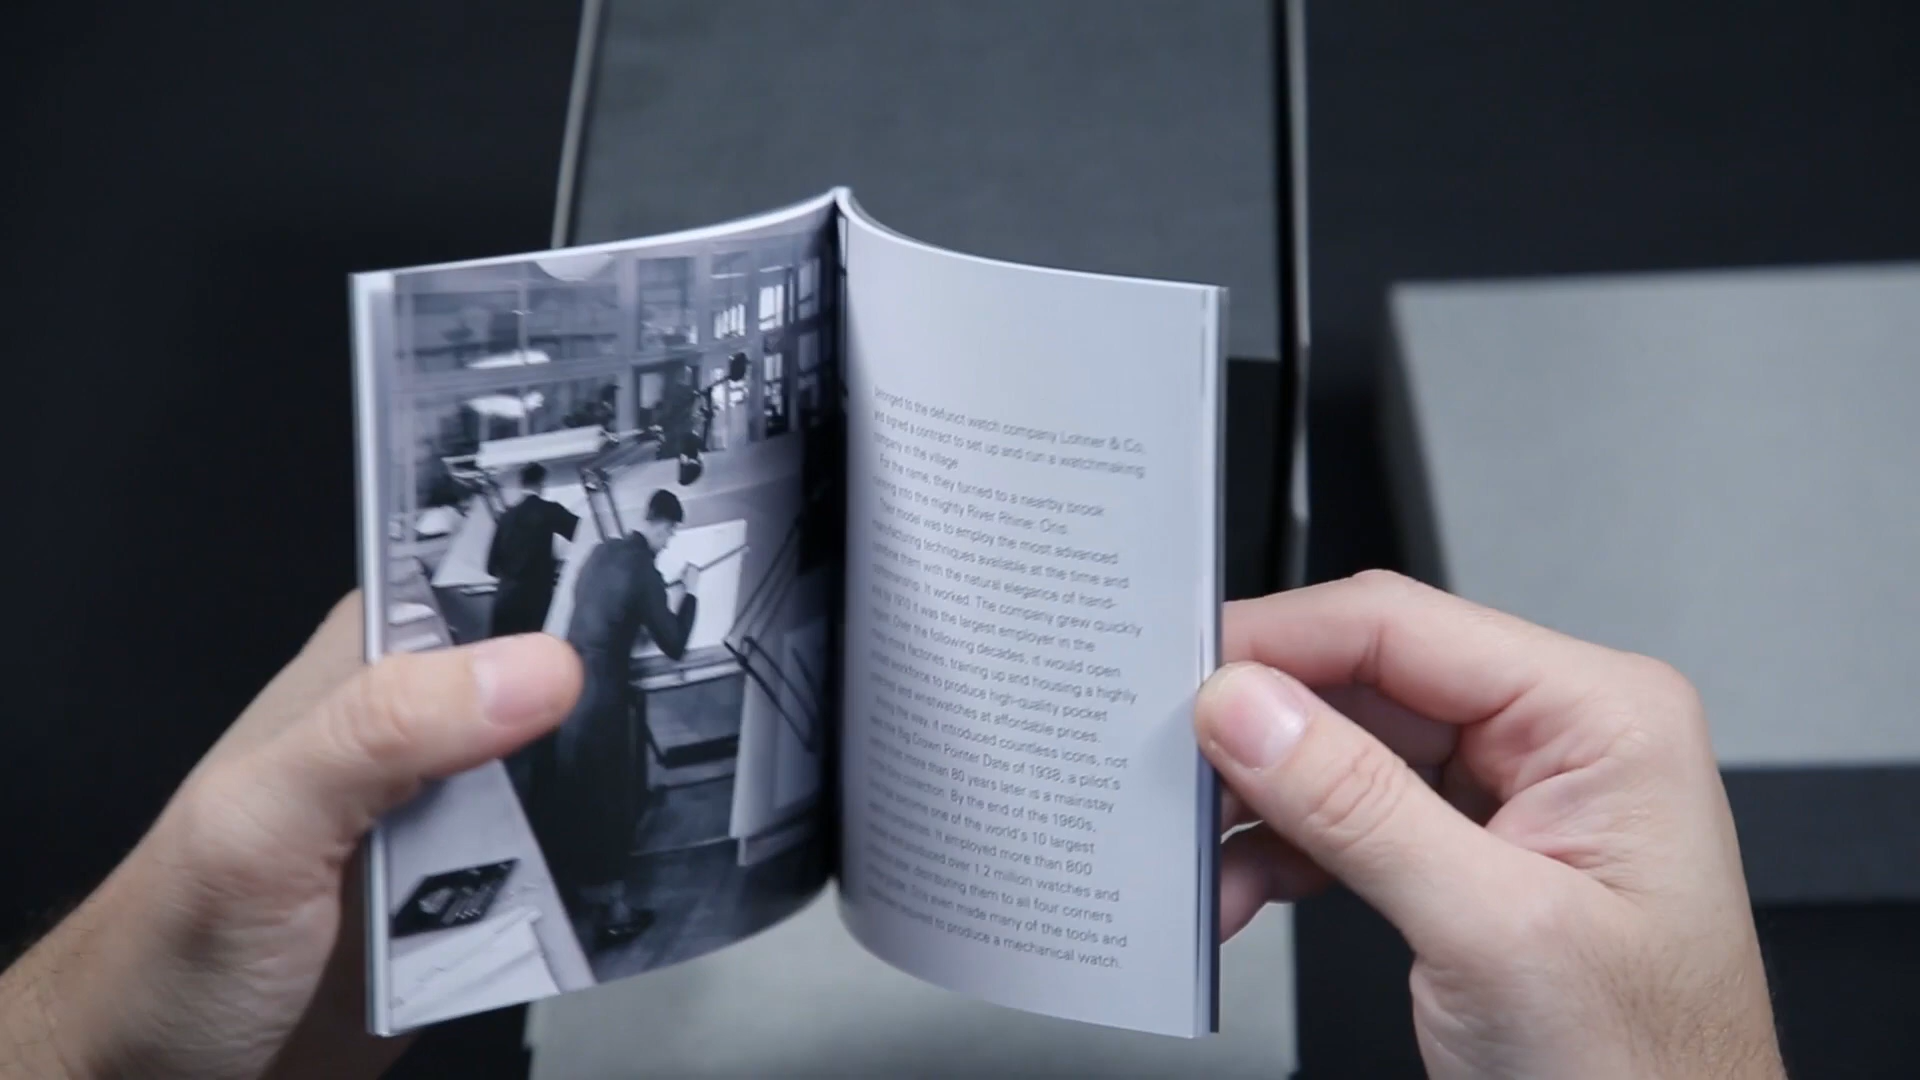 belonged to the defunct watch company Lohner & Co.
and signed a contract to set up and run a watchmaking
company in the village.
For the name, they turned to a nearby brook
running into the mighty River Rhine: Oris.
Their model was to employ the most advanced
manufacturing techniques available at the time and
combine them with the natural elegance of hand-
craftsmanship. It worked. The company grew quickly
and by 1910 it was the largest employer in the
region. Over the following decades, it would open
many more factories, training up and housing a highly
skilled workforce to produce high-quality pocket
watches and wristwatches at affordable prices.
Along the way, it introduced countless icons, not
least the Big Crown Pointer Date of 1938, a pilot's
watch that more than 80 years later is a mainstay
of the Oris collection. By the end of the 1960s,
Oris had become one of the world's 10 largest
watch companies. It employed more than 800
people and produced over 1.2 million watches and
distributing them to all four corners
Oris even made many of the tools and
required to produce a mechanical watch.